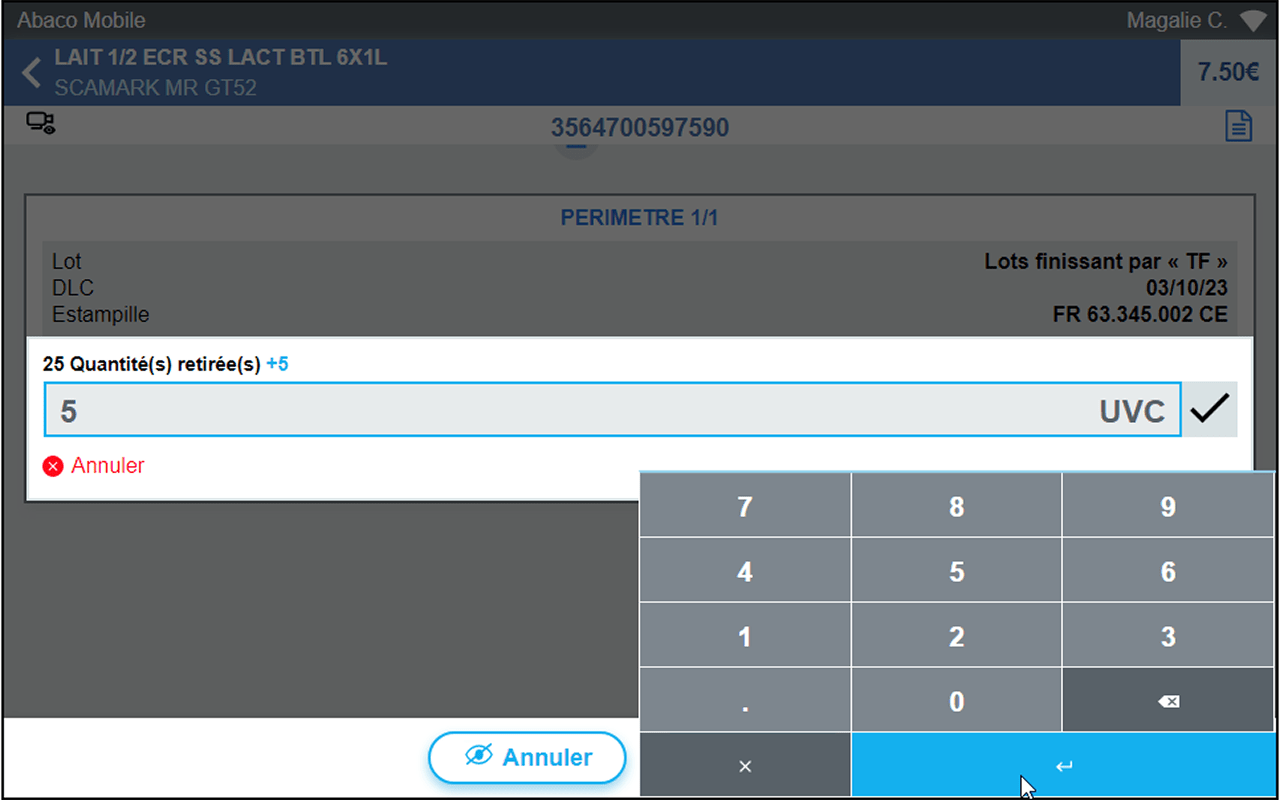 Abaco Mobile
Magalie C.
LAIT 1/2 ECR SS LACT BTL 6X1L
SCAMARK MR GT52
7.50€
3564700597590
PERIMETRE 1/1
Lot Lots finissant par « TF »
DLC 03/10/23
Estampille FR 63.345.002 CE
25 Quantité(s) retirée(s) +5
5 UVC
Annuler
7 8 9
4 5 6
1 2 3
. 0
Annuler